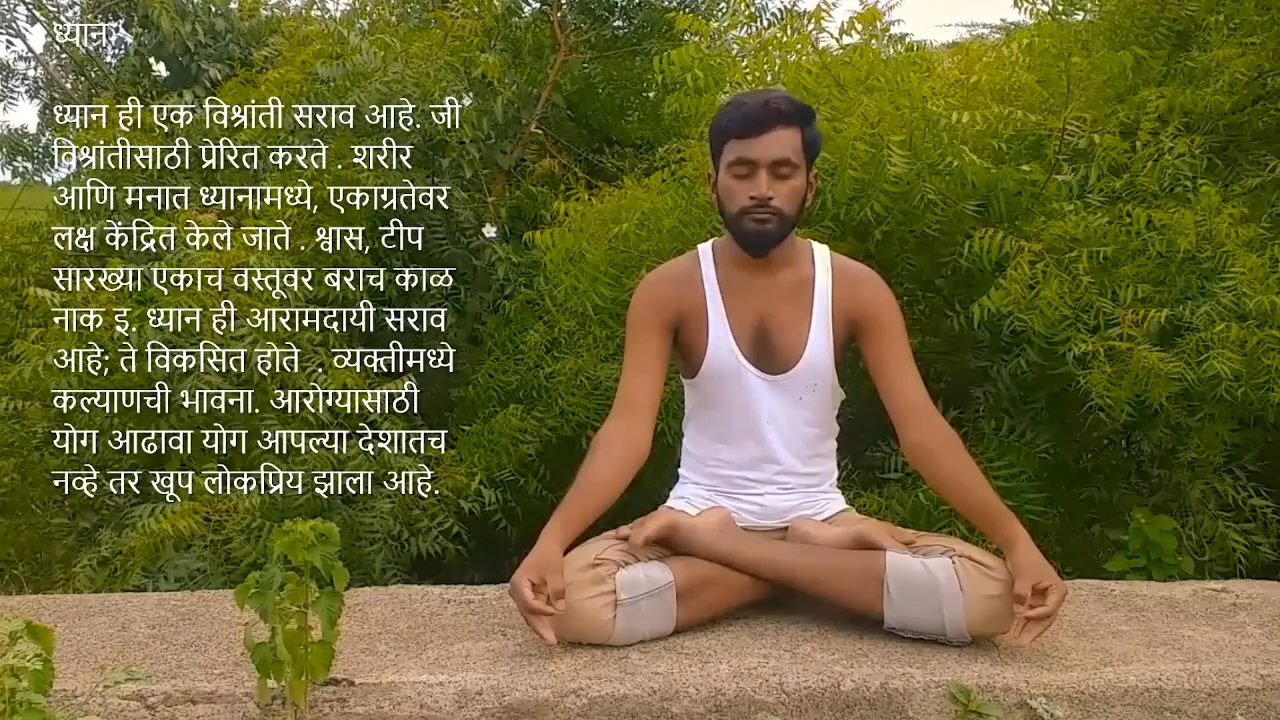 ध्यान
ध्यान ही एक विश्रांती सराव आहे. जी
विश्रांतीसाठी प्रेरित करते . शरीर
आणि मनात ध्यानामध्ये, एकाग्रतेवर
लक्ष केंद्रित केले जाते . श्वास, टीप
सारख्या एकाच वस्तूवर बराच काळ
नाक इ. ध्यान ही आरामदायी सराव
आहे; ते विकसित होते  . व्यक्तीमध्ये
कल्याणची भावना. आरोग्यासाठी
योग आढावा योग आपल्या देशातच
नव्हे तर खूप लोकप्रिय झाला आहे.